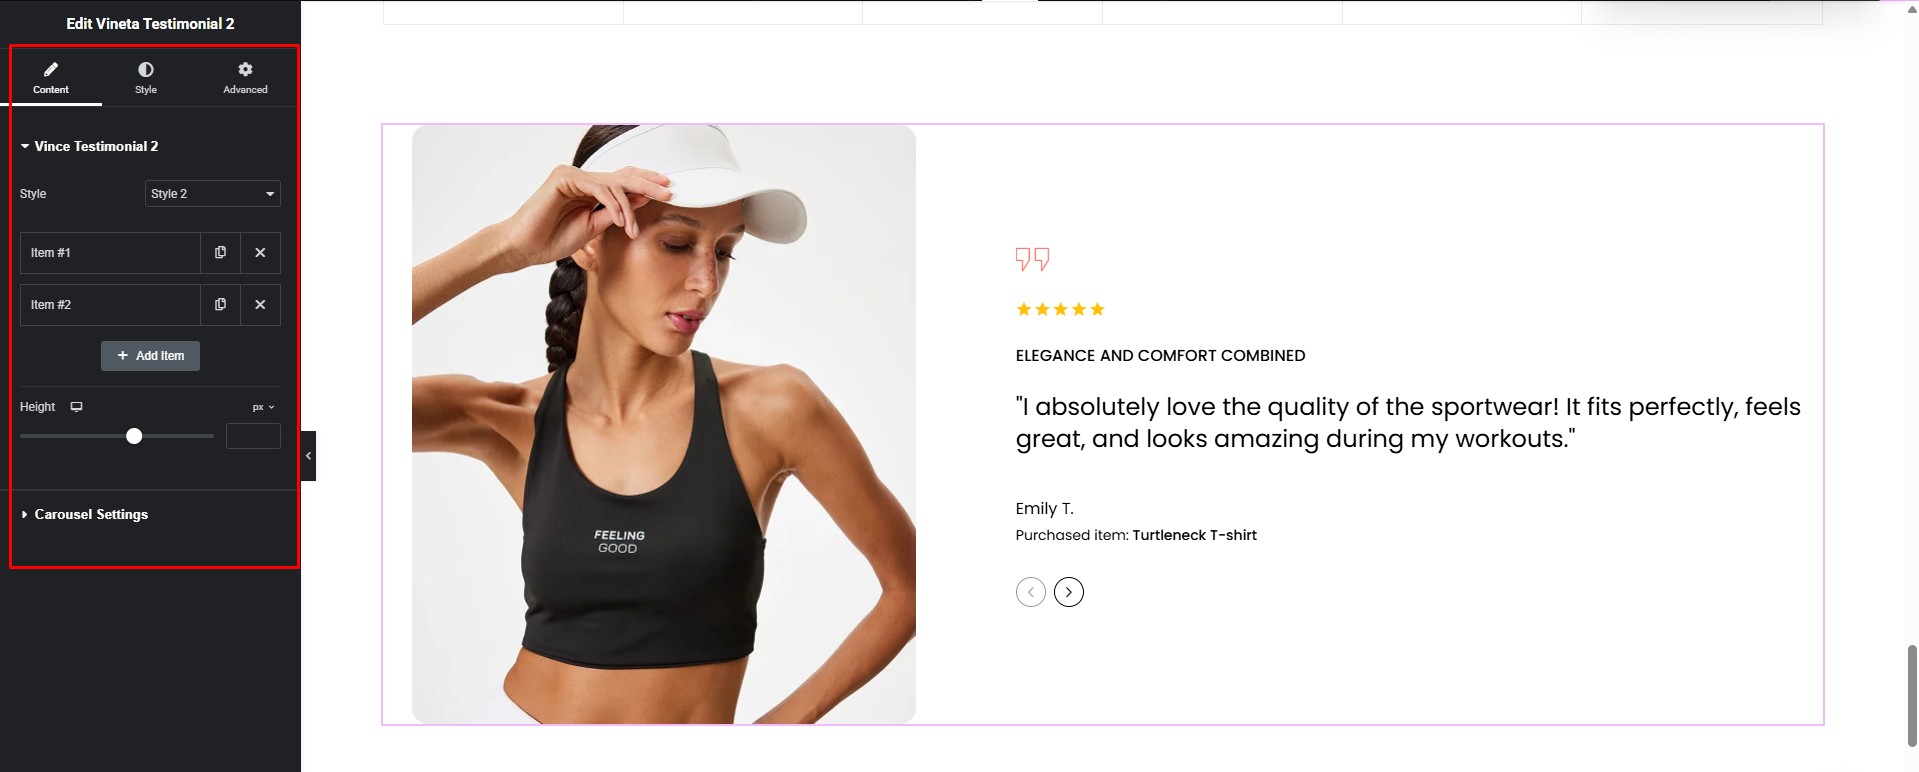 Edit Vineta Testimonial 2
Content
Style
Advanced
Vince Testimonial 2
Style
Style 2
Item #1
Item #2
+ Add Item
Height
px
Carousel Settings
FEELING
GOOD
ELEGANCE AND COMFORT COMBINED
"I absolutely love the quality of the sportwear! It fits perfectly, feels
great, and looks amazing during my workouts."
Emily T.
Purchased item: Turtleneck T-shirt